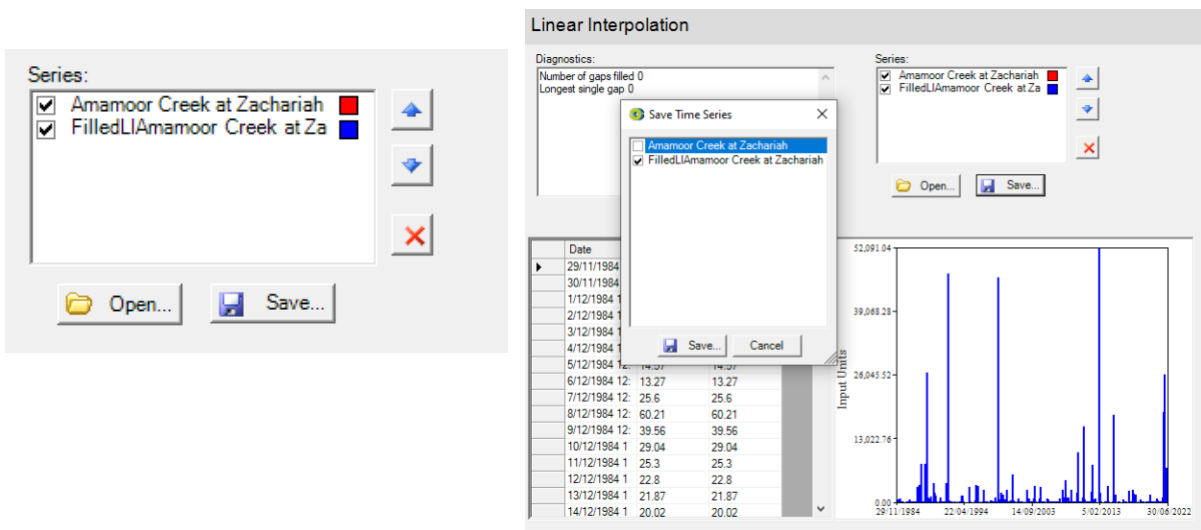 Series:
Amamoor Creek at Zachariah
FilledLIAmamoor Creek at Za
Open...
Save...
Linear Interpolation
Diagnostics:
Number of gaps filled 0
Longest single gap 0
Series:
Amamoor Creek at Zachariah
FilledLIAmamoor Creek at Za
Open...
Save...
Save Time Series
Amamoor Creek at Zachariah
FilledLIAmamoor Creek at Zachariah
Save...
Cancel
Date
29/11/1984
30/11/1984
1/12/1984 1
2/12/1984 1
3/12/1984 1
4/12/1984 1
5/12/1984 12: 14.57 14.57
6/12/1984 12: 13.27 13.27
7/12/1984 12: 25.6 25.6
8/12/1984 12: 60.21 60.21
9/12/1984 12: 39.56 39.56
10/12/1984 1 29.04 29.04
11/12/1984 1 25.3 25.3
12/12/1984 1 22.8 22.8
13/12/1984 1 21.87 21.87
14/12/1984 1 20.02 20.02
Input Units
52,091.04
39,068.28
26,045.52
13,022.76
0.00
29/11/1984 22/04/1994 14/09/2003 5/02/2013 30/06/2022